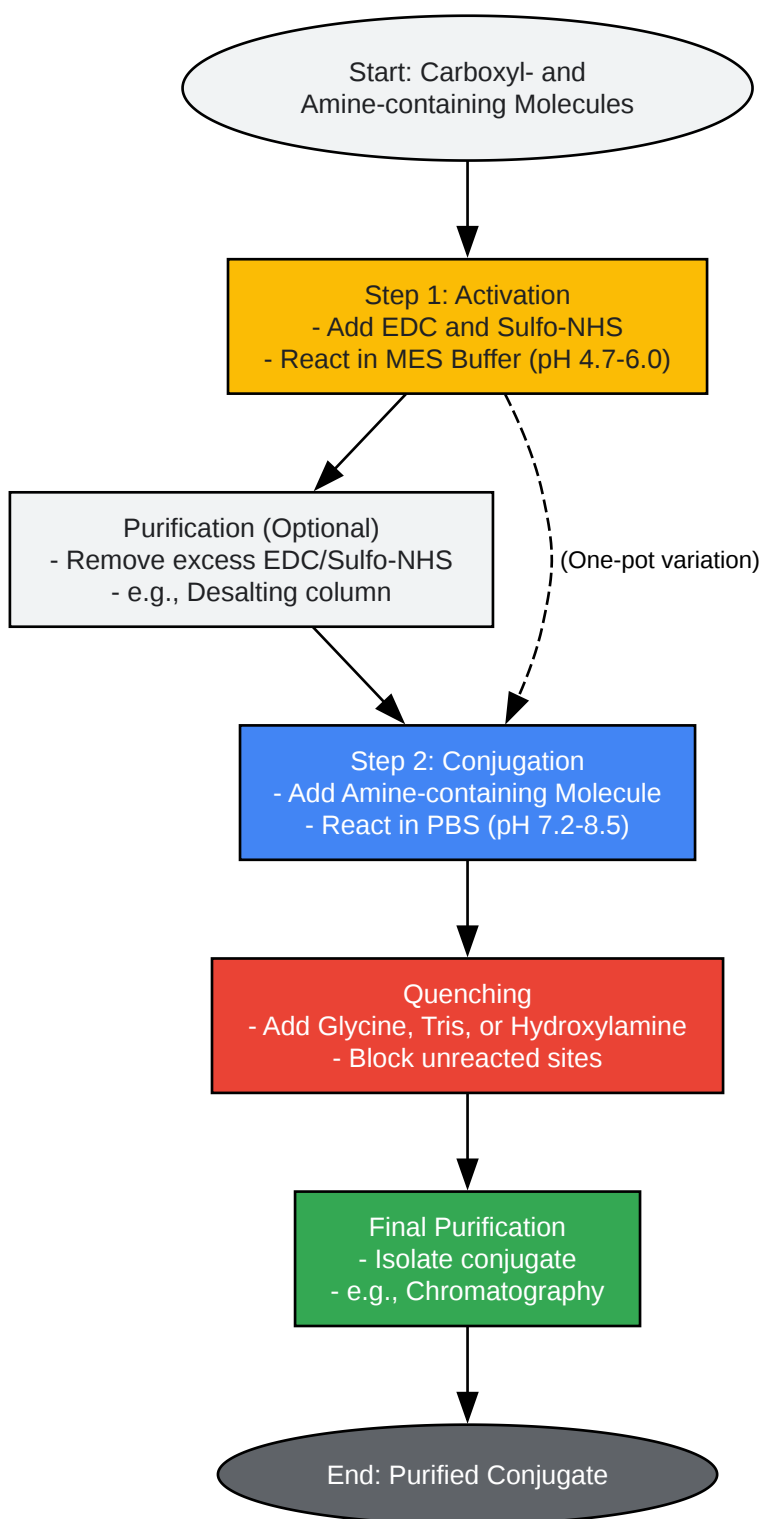 Start: Carboxyl- and
Amine-containing Molecules
Step 1: Activation
- Add EDC and Sulfo-NHS
- React in MES Buffer (pH 4.7-6.0)
Purification (Optional)
- Remove excess EDC/Sulfo-NHS
- e.g., Desalting column
(One-pot variation)
Step 2: Conjugation
- Add Amine-containing Molecule
- React in PBS (pH 7.2-8.5)
Quenching
- Add Glycine, Tris, or Hydroxylamine
- Block unreacted sites
Final Purification
- Isolate conjugate
- e.g., Chromatography
End: Purified Conjugate